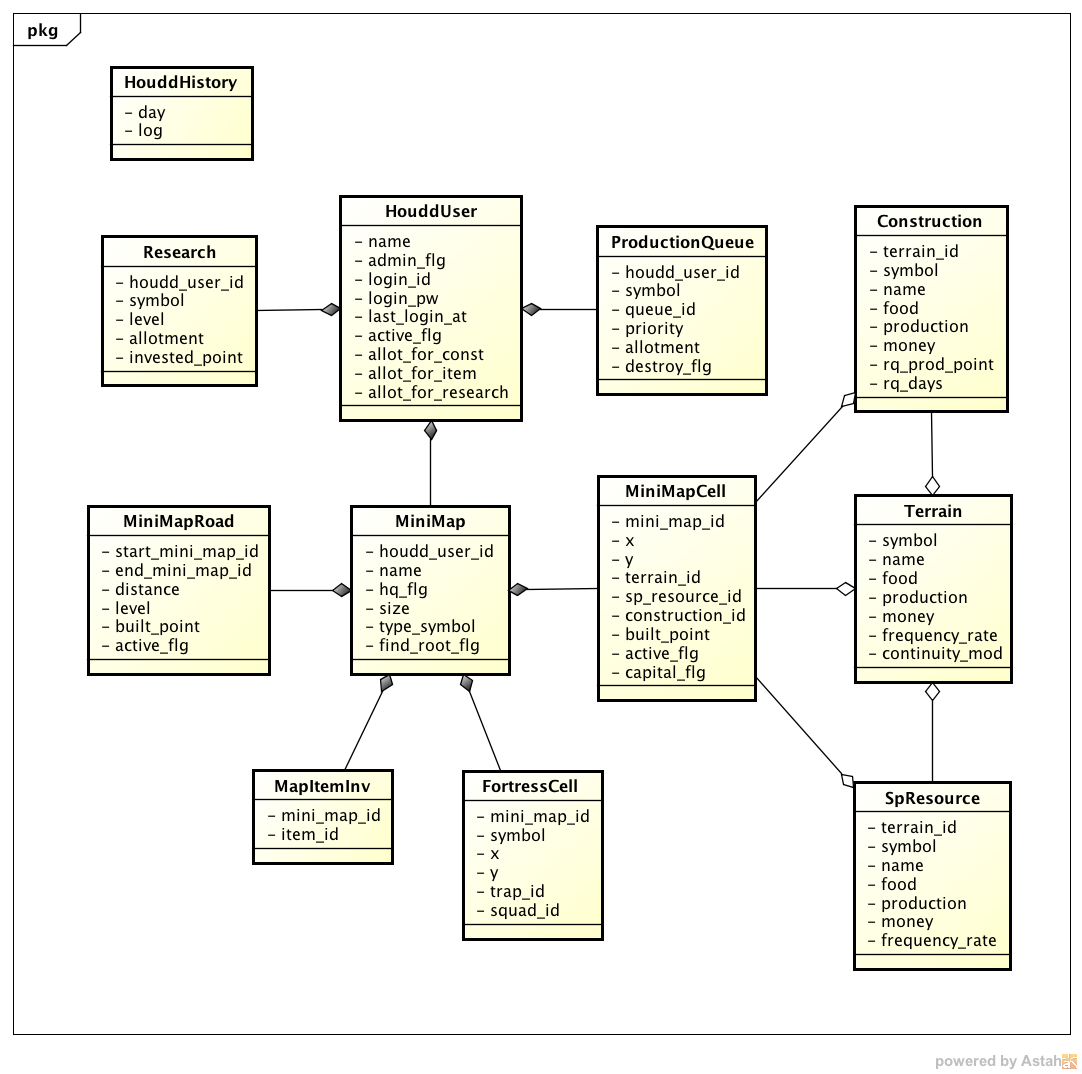 pkg
HouddHistory
- day
- log
HouddUser
- name
- admin_flg
- login_id
- login_pw
- last_login_at
- active_flg
- allot_for_const
- allot_for_item
- allot_for_research
Research
- houdd_user_id
- symbol
- level
- allotment
- invested_point
ProductionQueue
- houdd_user_id
- symbol
- queue_id
- priority
- allotment
- destroy_flg
Construction
- terrain_id
- symbol
- name
- food
- production
- money
- rq_prod_point
- rq_days
MiniMapRoad
- start_mini_map_id
- end_mini_map_id
- distance
- level
- built_point
- active_flg
MiniMap
- houdd_user_id
- name
- hq_flg
- size
- type_symbol
- find_root_flg
MiniMapCell
- mini_map_id
- x
- y
- terrain_id
- sp_resource_id
- construction_id
- built_point
- active_flg
- capital_flg
Terrain
- symbol
- name
- food
- production
- money
- frequency_rate
- continuity_mod
MapItemInv
- mini_map_id
- item_id
FortressCell
- mini_map_id
- symbol
- x
- y
- trap_id
- squad_id
SpResource
- terrain_id
- symbol
- name
- food
- production
- money
- frequency_rate
powered by Astah